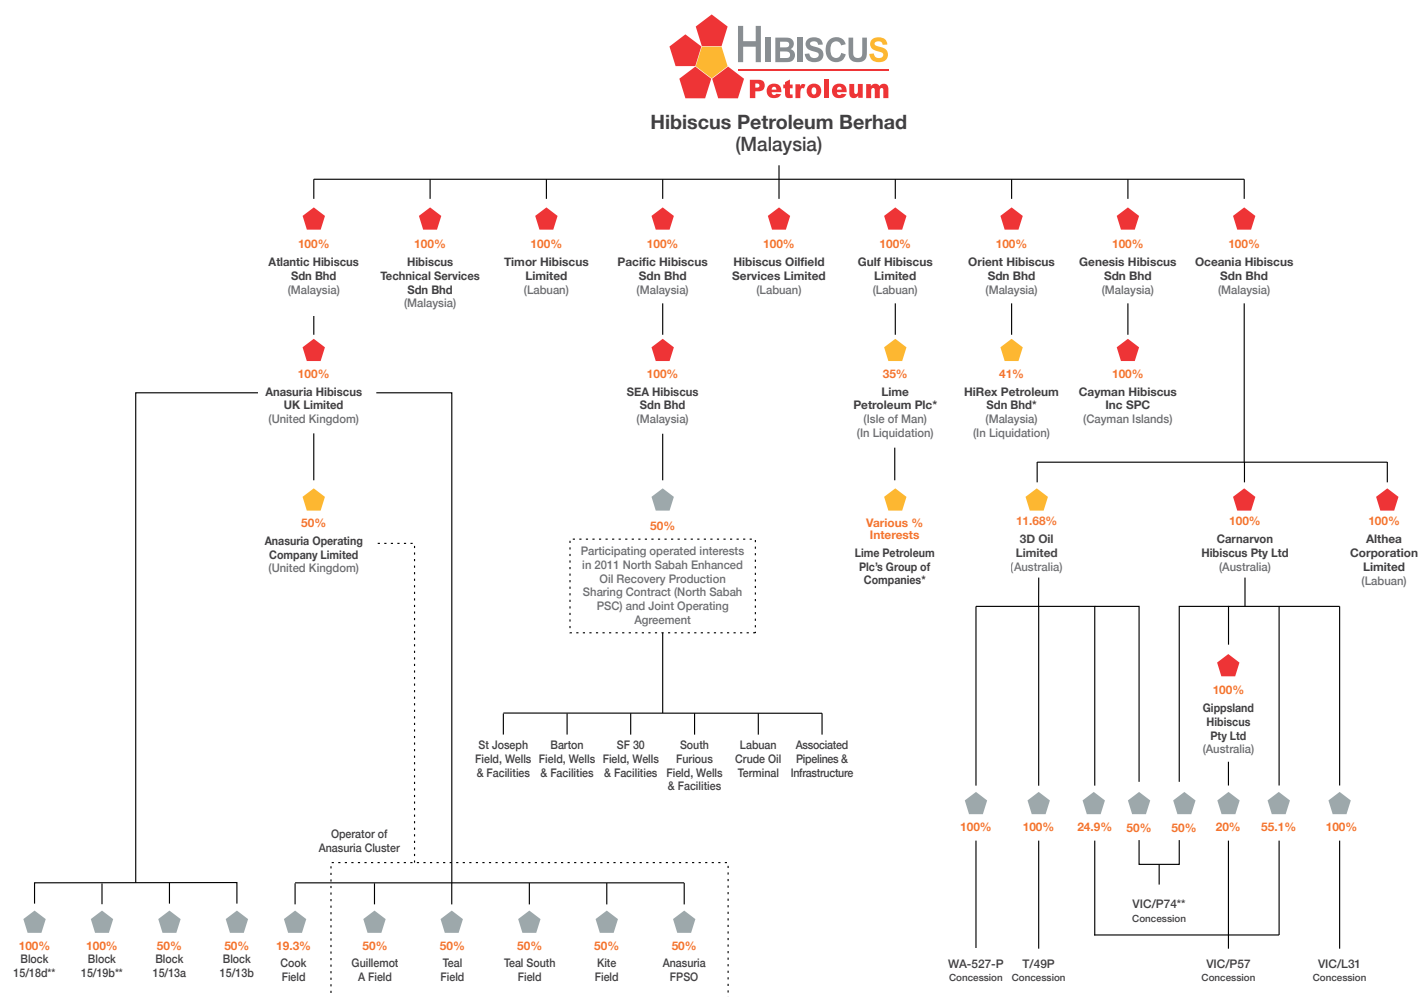 HIBISCUS
Petroleum
Hibiscus Petroleum Berhad
(Malaysia)
100%
Atlantic Hibiscus
Sdn Bhd
(Malaysia)
100%
Hibiscus
Technical Services
Sdn Bhd
(Malaysia)
100%
Timor Hibiscus
Limited
(Labuan)
100%
Pacific Hibiscus
Sdn Bhd
(Malaysia)
100%
Hibiscus Oilfield
Services Limited
(Labuan)
100%
Gulf Hibiscus
Limited
(Labuan)
100%
Orient Hibiscus
Sdn Bhd
(Malaysia)
100%
Genesis Hibiscus
Sdn Bhd
(Malaysia)
100%
Oceania Hibiscus
Sdn Bhd
(Malaysia)
100%
Anasuria Hibiscus
UK Limited
(United Kingdom)
100%
SEA Hibiscus
Sdn Bhd
(Malaysia)
35%
Lime
Petroleum Plc*
(Isle of Man)
(In Liquidation)
41%
HiRex Petroleum
Sdn Bhd*
(Malaysia)
(In Liquidation)
100%
Cayman Hibiscus
Inc SPC
(Cayman Islands)
50%
Anasuria Operating
Company Limited
(United Kingdom)
50%
Participating operated interests
in 2011 North Sabah Enhanced
Oil Recovery Production
Sharing Contract (North Sabah
PSC) and Joint Operating
Agreement
Various %
Interests
Lime Petroleum
Plc's Group of
Companies*
11.68%
3D Oil
Limited
(Australia)
100%
Carnarvon
Hibiscus Pty Ltd
(Australia)
100%
Althea
Corporation
Limited
(Labuan)
100%
Gippsland
Hibiscus
Pty Ltd
(Australia)
St Joseph
Field, Wells
& Facilities
Barton
Field, Wells
& Facilities
SF 30
Field, Wells
& Facilities
South
Furious
Field, Wells
& Facilities
Labuan
Crude Oil
Terminal
Associated
Pipelines &
Infrastructure
100%
100%
24.9%
50%
50%
20%
55.1%
100%
Operator of
Anasuria Cluster
VIC/P74**
Concession
100%
Block
15/18d**
100%
Block
15/19b**
50%
Block
15/13a
50%
Block
15/13b
19.3%
Cook
Field
50%
Guillemot
A Field
50%
Teal
Field
50%
Teal South
Field
50%
Kite
Field
50%
Anasuria
FPSO
WA-527-P
Concession
T/49P
Concession
VIC/P57
Concession
VIC/L31
Concession